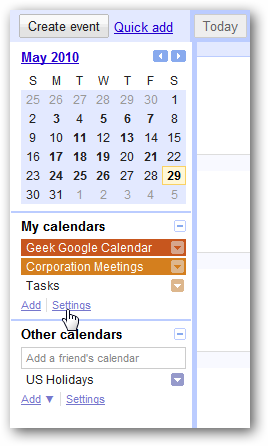 Create event Quick add Today
May 2010
S M T W T F S
25 26 27 28 29 30 1
2 3 4 5 6 7 8
9 10 11 12 13 14 15
16 17 18 19 20 21 22
23 24 25 26 27 28 29
30 31 1 2 3 4 5
My calendars
Geek Google Calendar
Corporation Meetings
Tasks
Add Settings
Other calendars
Add a friend's calendar
US Holidays
Add ▼ Settings